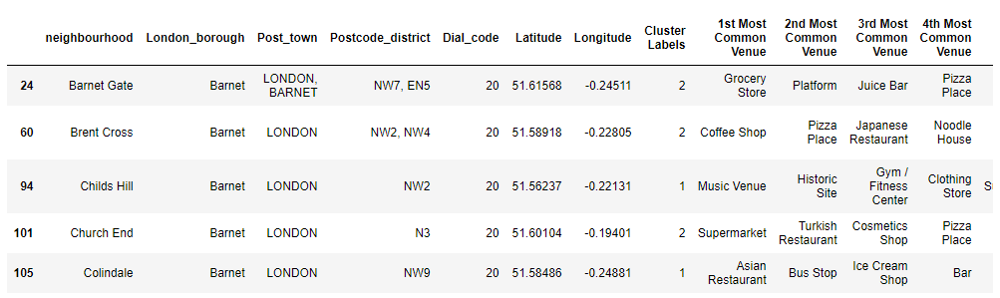 neighbourhood London_borough Post_town Postcode_district Dial_code Latitude Longitude Cluster Labels 1st Most Common Venue 2nd Most Common Venue 3rd Most Common Venue 4th Most Common Venue
24 Barnet Gate Barnet LONDON, BARNET NW7, EN5 20 51.61568 -0.24511 2 Grocery Store Platform Juice Bar Pizza Place
60 Brent Cross Barnet LONDON NW2, NW4 20 51.58918 -0.22805 2 Coffee Shop Pizza Place Japanese Restaurant Noodle House
94 Childs Hill Barnet LONDON NW2 20 51.56237 -0.22131 1 Music Venue Historic Site Gym / Fitness Center Clothing Store
101 Church End Barnet LONDON N3 20 51.60104 -0.19401 2 Supermarket Turkish Restaurant Cosmetics Shop Pizza Place
105 Colindale Barnet LONDON NW9 20 51.58486 -0.24881 1 Asian Restaurant Bus Stop Ice Cream Shop Bar